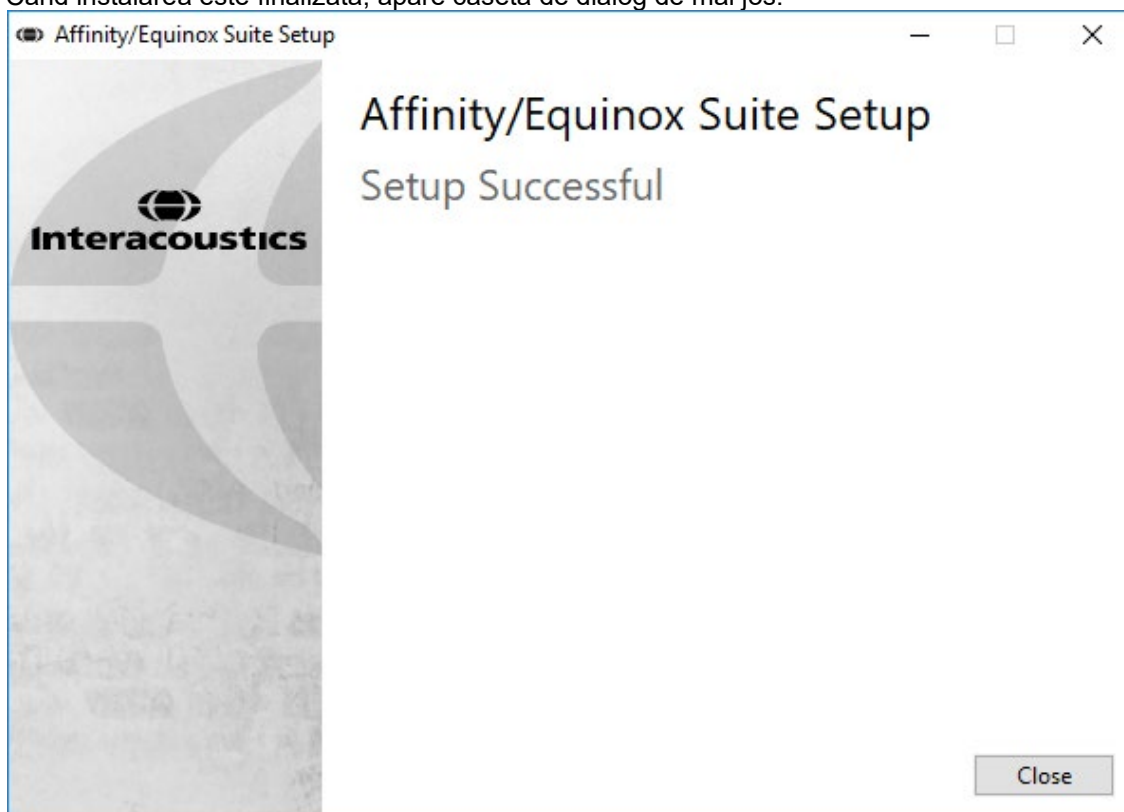 Când instalarea este finalizată, apare caseta de dialog de mai jos.
Affinity/Equinox Suite Setup
Affinity/Equinox Suite Setup
Setup Successful
Interacoustics
Close